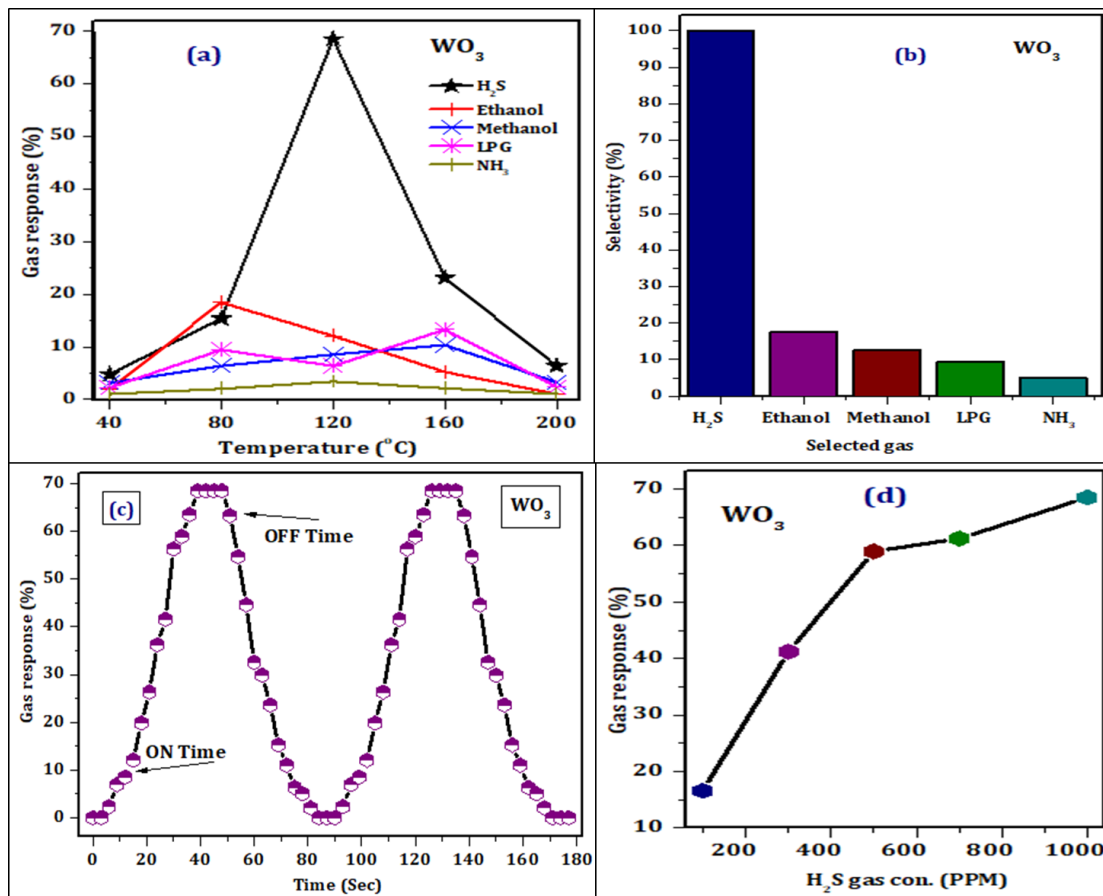 (a)
WO₃
H₂S
Ethanol
Methanol
LPG
NH₃
Gas response (%)
70
60
50
40
30
20
10
0
40 80 120 160 200
Temperature (°C)
(b)
WO₃
Selectivity (%)
100
90
80
70
60
50
40
30
20
10
0
H₂S Ethanol Methanol LPG NH₃
Selected gas
(c)
WO₃
OFF Time
ON Time
Gas response (%)
70
60
50
40
30
20
10
0
0 20 40 60 80 100 120 140 160 180
Time (Sec)
(d)
WO₃
Gas response (%)
70
60
50
40
30
20
10
200 400 600 800 1000
H₂S gas con. (PPM)